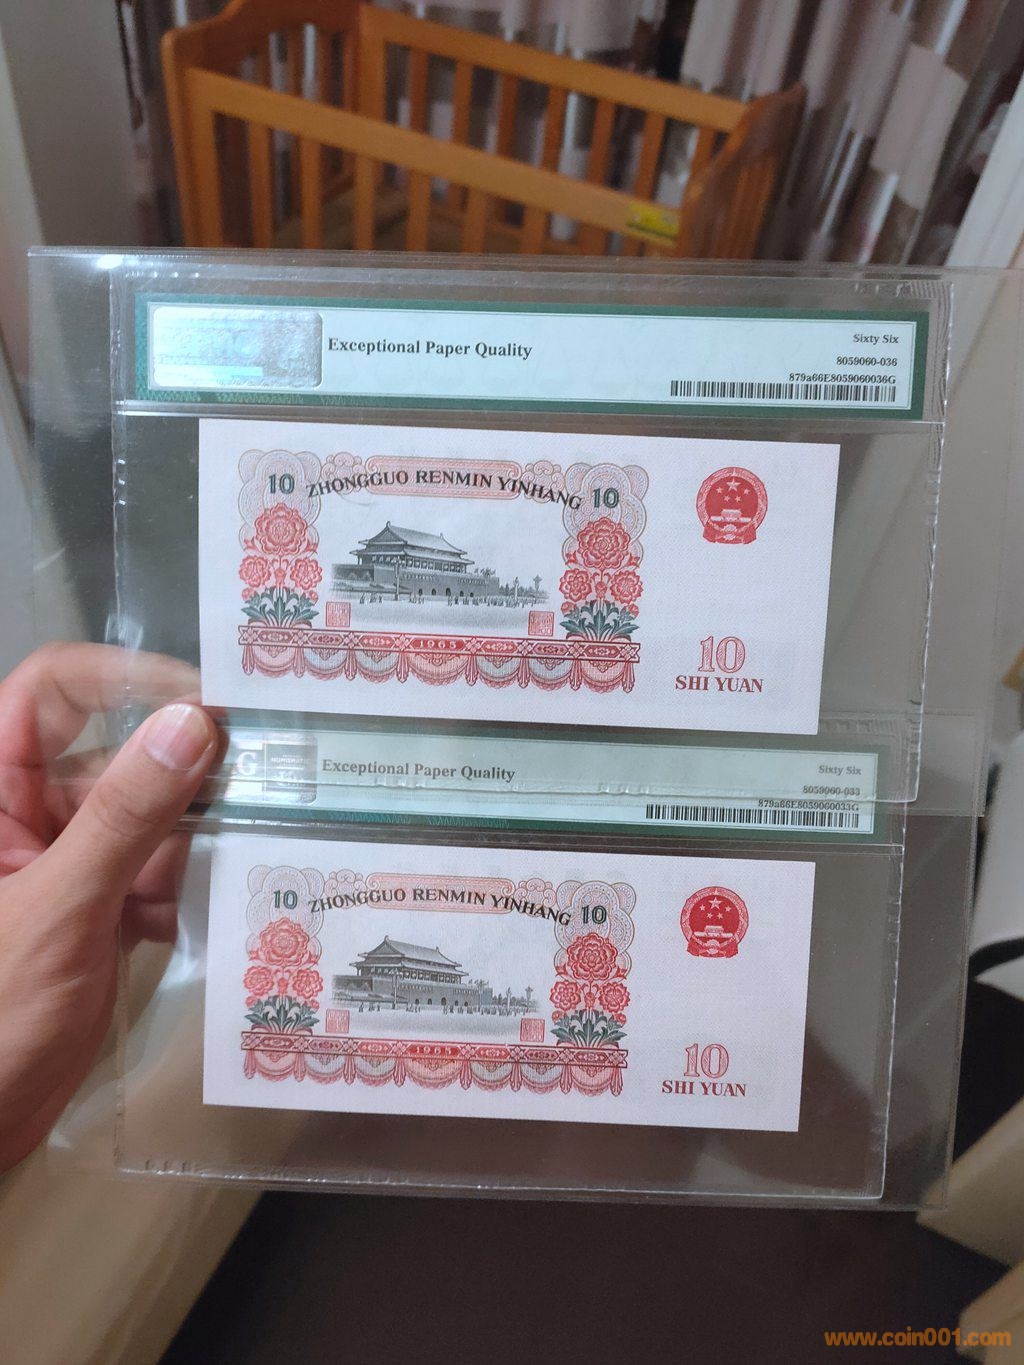 Exceptional Paper Quality
Sixty Six
8059060-036
879a66E8059060036G
10 ZHONGGUO RENMIN YINHANG 10
1965
10
SHI YUAN
G
NUMISMATIC
Exceptional Paper Quality
Sixty Six
8059060-033
879a66E8059060033G
10 ZHONGGUO RENMIN YINHANG 10
1965
10
SHI YUAN
www.coin001.com